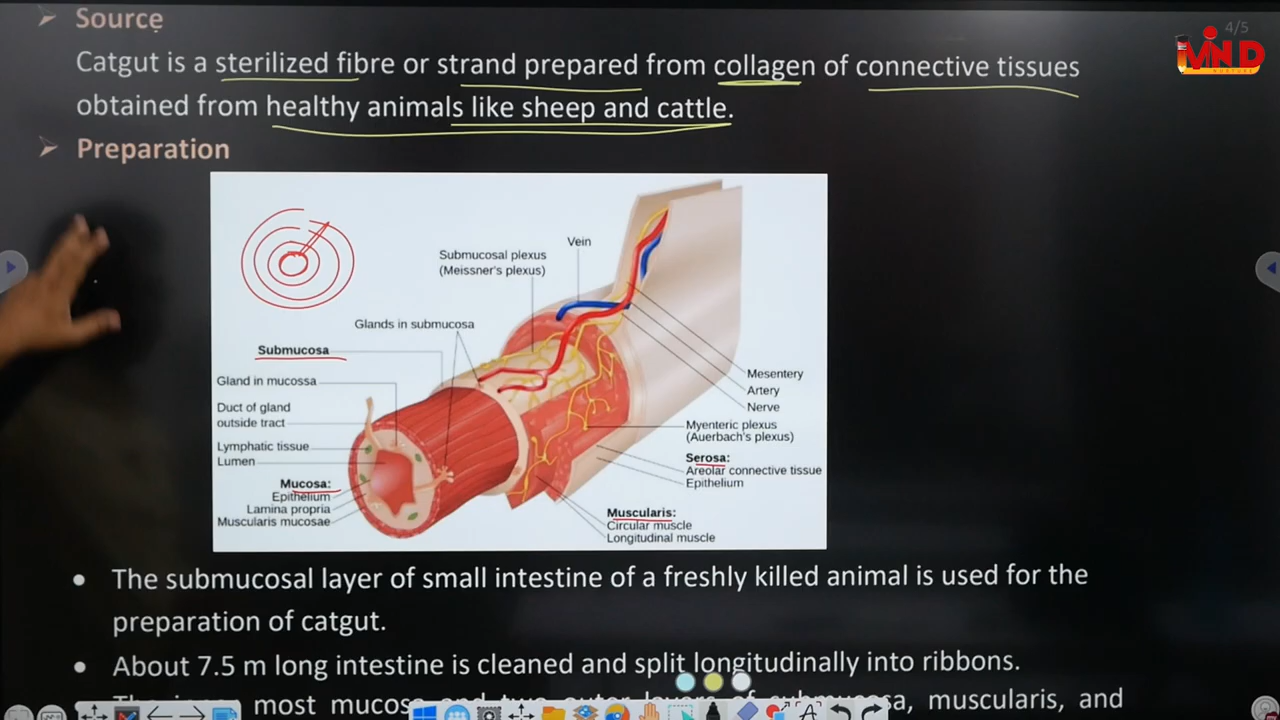 Source
Catgut is a sterilized fibre or strand prepared from collagen of connective tissues
obtained from healthy animals like sheep and cattle.
Preparation
4/5
MIND
NURTURE
Vein
Submucosal plexus
(Meissner's plexus)
Glands in submucosa
Submucosa
Gland in mucossa
Duct of gland
outside tract
Lymphatic tissue
Lumen
Mucosa:
Epithelium
Lamina propria
Muscularis mucosae
Mesentery
Artery
Nerve
Myenteric plexus
(Auerbach's plexus)
Serosa:
Areolar connective tissue
Epithelium
Muscularis:
Circular muscle
Longitudinal muscle
The submucosal layer of small intestine of a freshly killed animal is used for the
preparation of catgut.
About 7.5 m long intestine is cleaned and split longitudinally into ribbons.
most mucosa and two outer layers of submucosa, muscularis, and